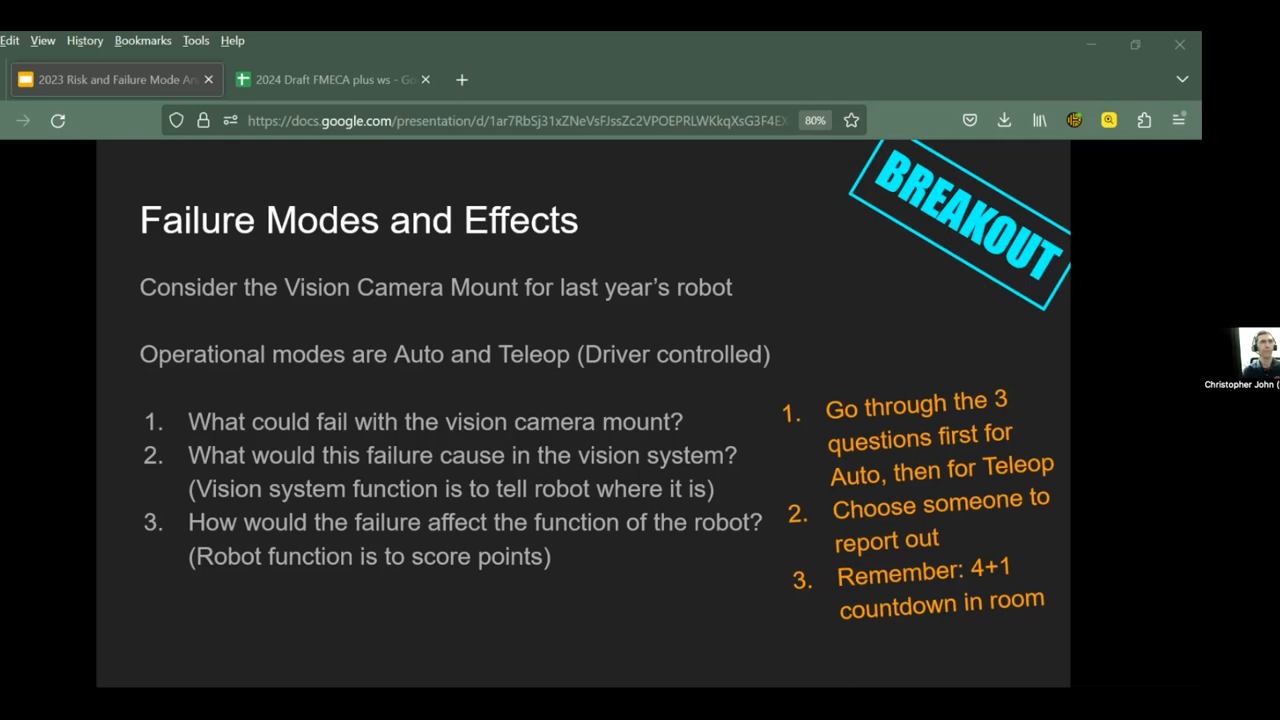 Edit View History Bookmarks Tools Help
2023 Risk and Failure Mode An
2024 Draft FMECA plus ws - Go
https://docs.google.com/presentation/d/1ar7RbSj31xZNeVsFJssZc2VPOEPRLWKkqXsG3F4EX
80%
BREAKOUT
Failure Modes and Effects
Consider the Vision Camera Mount for last year's robot
Operational modes are Auto and Teleop (Driver controlled)
1. What could fail with the vision camera mount?
2. What would this failure cause in the vision system?
(Vision system function is to tell robot where it is)
3. How would the failure affect the function of the robot?
(Robot function is to score points)
1. Go through the 3
questions first for
Auto, then for Teleop
2. Choose someone to
report out
3. Remember: 4+1
countdown in room
Christopher John (